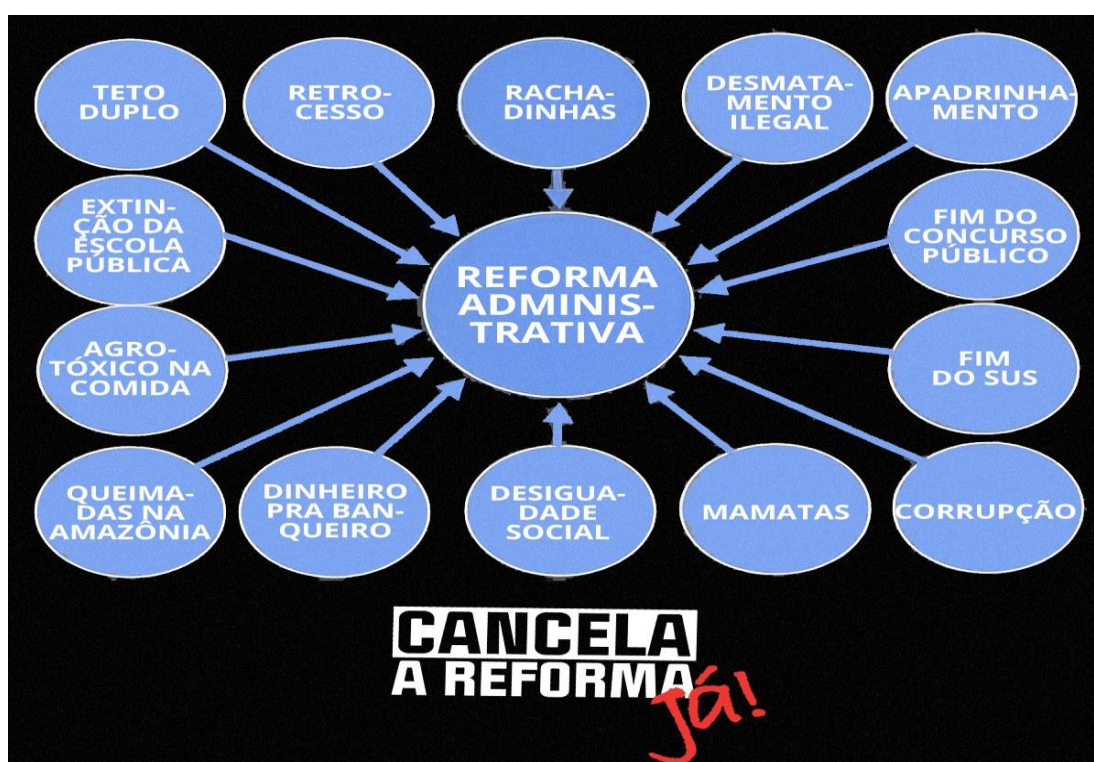 TETO
DUPLO
RETRO-
CESSO
RACHA-
DINHAS
DESMATA-
MENTO
ILEGAL
APADRINHA-
MENTO
EXTIN-
ÇÃO DA
ESCOLA
PÚBLICA
REFORMA
ADMINIS-
TRATIVA
FIM DO
CONCURSO
PÚBLICO
AGRO-
TÓXICO NA
COMIDA
FIM
DO SUS
QUEIMA-
DAS NA
AMAZÔNIA
DINHEIRO
PRA BAN-
QUEIRO
DESIGUA-
DADE
SOCIAL
MAMATAS
CORRUPÇÃO
CANCELA
A REFORMA
Já!